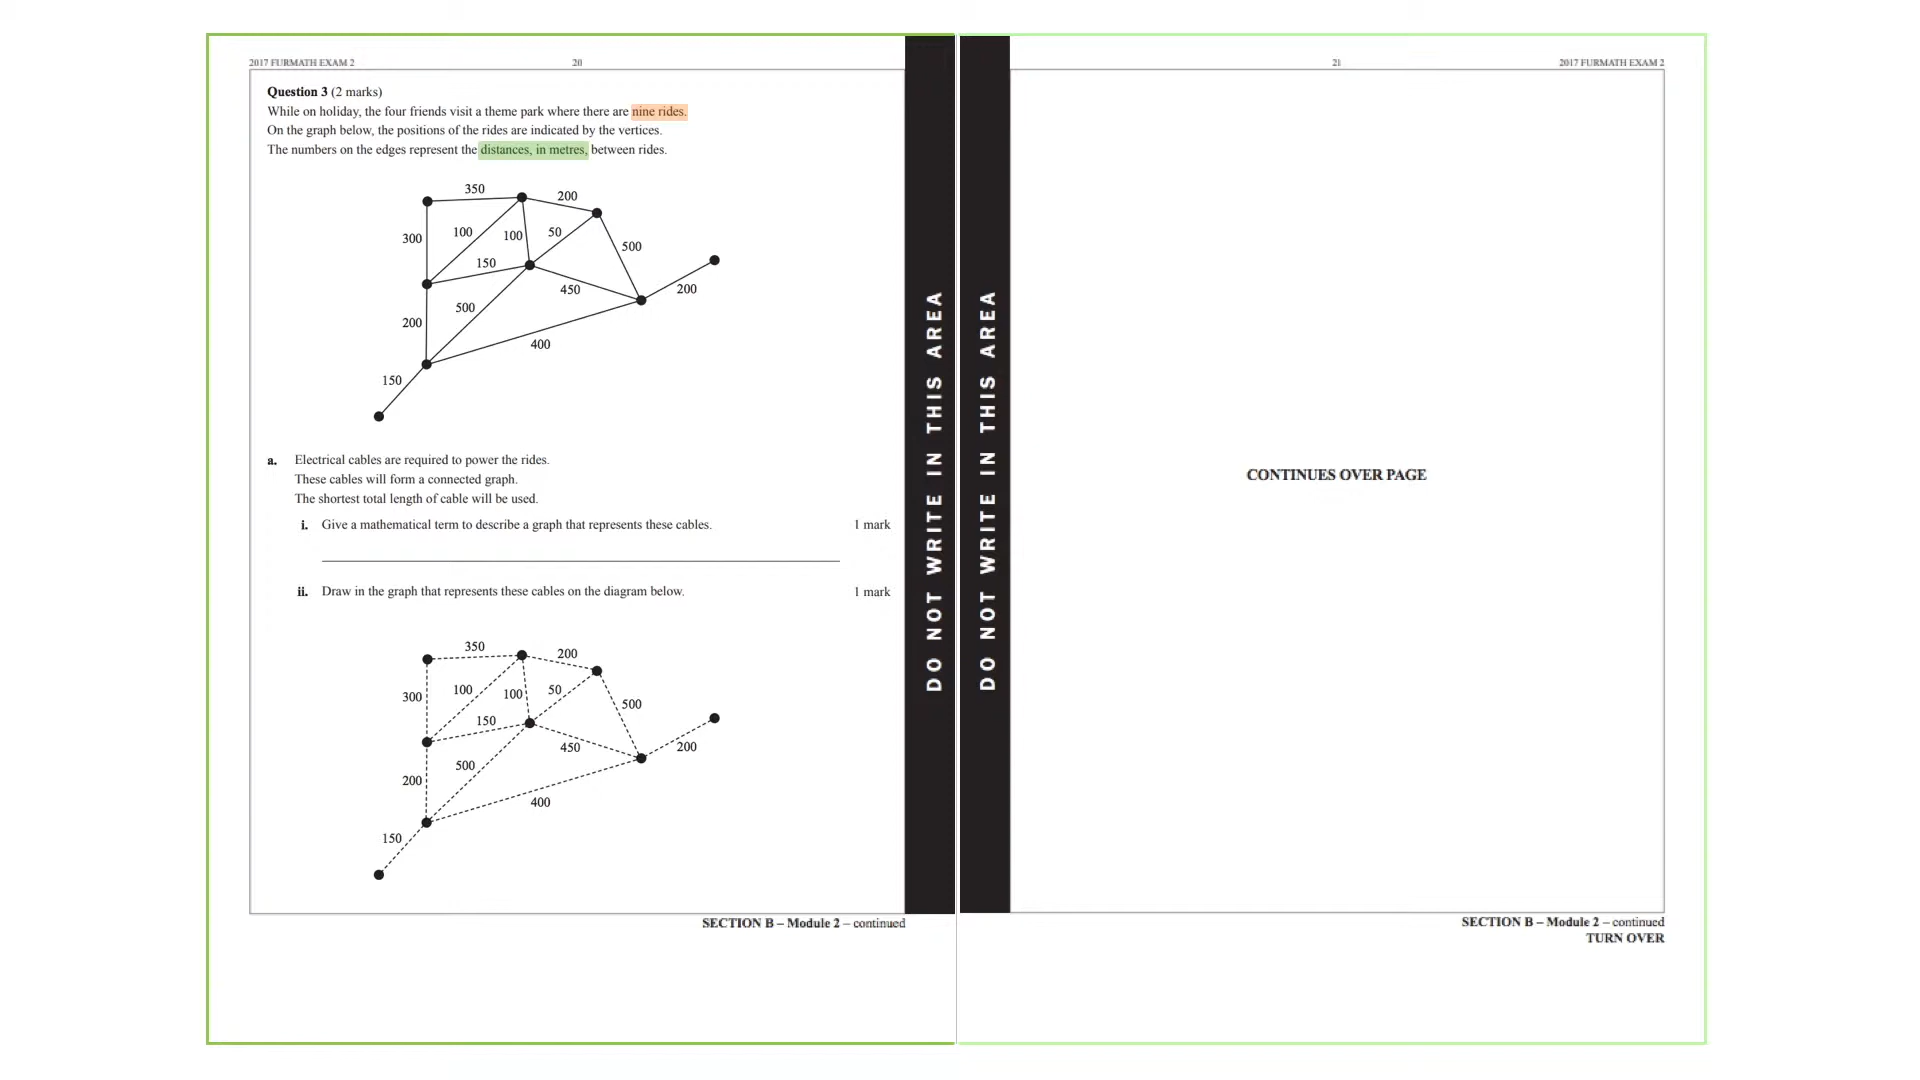 2017 FURMATH EXAM 2
20
Question 3 (2 marks)
While on holiday, the four friends visit a theme park where there are nine rides.
On the graph below, the positions of the rides are indicated by the vertices.
The numbers on the edges represent the distances, in metres, between rides.
350
200
300
100
100
50
500
150
450
200
500
200
400
150
a. Electrical cables are required to power the rides.
These cables will form a connected graph.
The shortest total length of cable will be used.
i. Give a mathematical term to describe a graph that represents these cables. 1 mark
ii. Draw in the graph that represents these cables on the diagram below. 1 mark
350
200
300
100
100
50
500
150
450
200
500
200
400
150
SECTION B – Module 2 – continued
DO NOT WRITE IN THIS AREA
DO NOT WRITE IN THIS AREA
21
2017 FURMATH EXAM 2
CONTINUES OVER PAGE
SECTION B – Module 2 – continued
TURN OVER